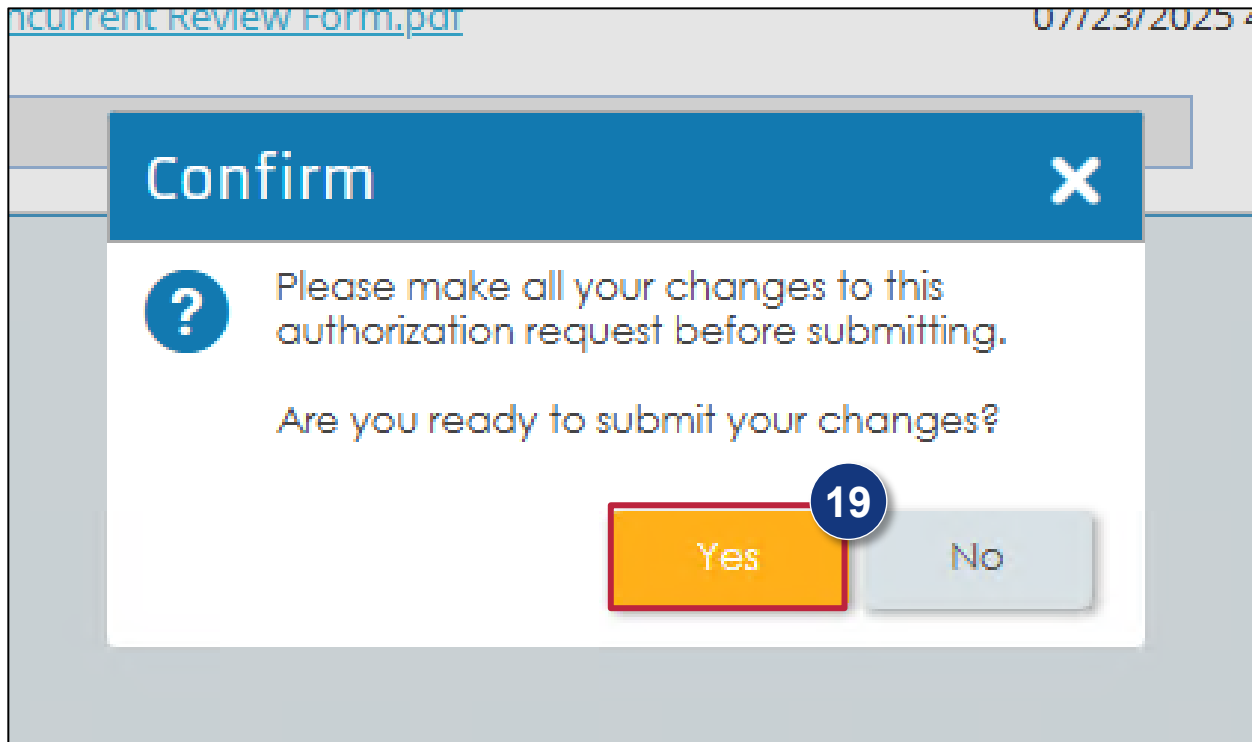 ncurrent Review Form.pdf 07/23/2025 4
Confirm
Please make all your changes to this
authorization request before submitting.
Are you ready to submit your changes?
19
Yes No